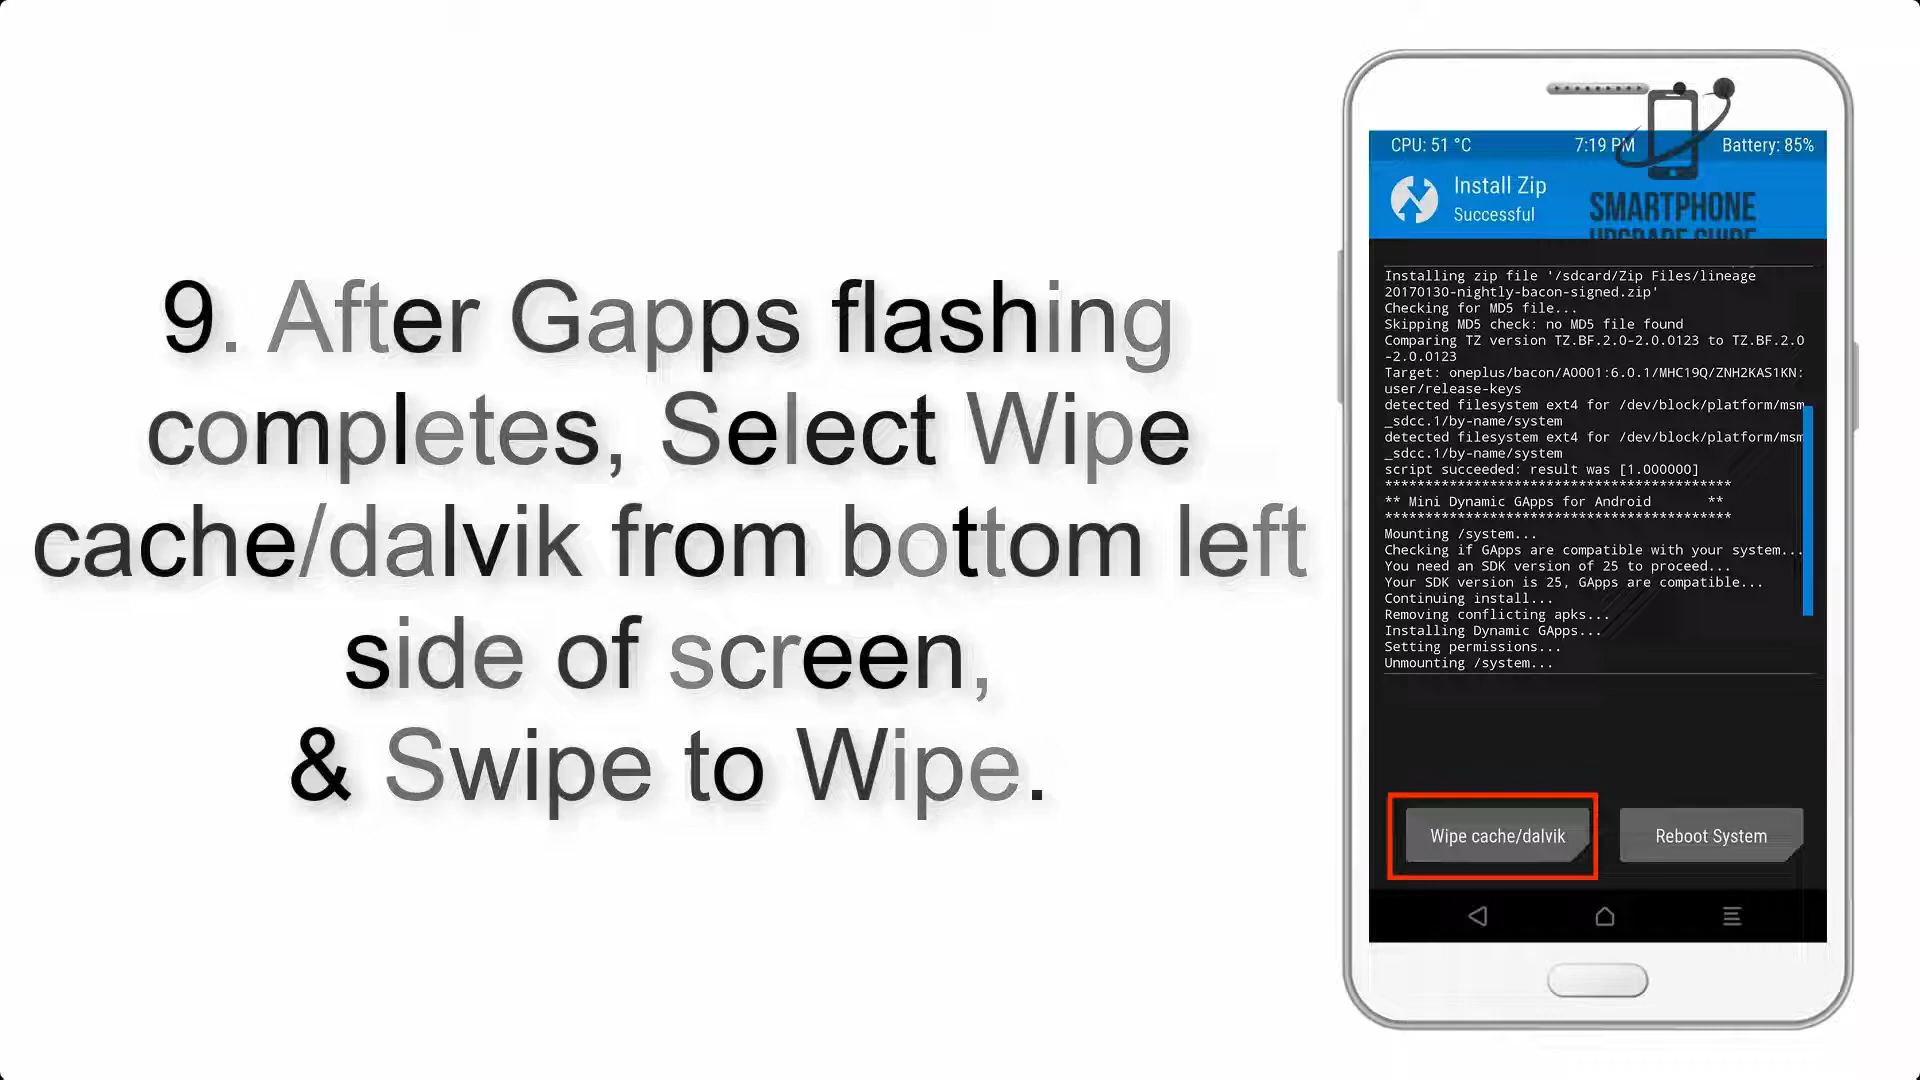 9. After Gapps flashing
completes, Select Wipe
cache/dalvik from bottom left
side of screen,
& Swipe to Wipe.
CPU: 51 °C 7:19 PM Battery: 85%
Install Zip
Successful
SMARTPHONE
UPGRADE GUIDE
Installing zip file '/sdcard/Zip Files/lineage
20170130-nightly-bacon-signed.zip'
Checking for MD5 file...
Skipping MD5 check: no MD5 file found
Comparing TZ version TZ.BF.2.0-2.0.0123 to TZ.BF.2.0
-2.0.0123
Target: oneplus/bacon/A0001:6.0.1/MHC19Q/ZNH2KAS1KN:
user/release-keys
detected filesystem ext4 for /dev/block/platform/msm
_sdcc.1/by-name/system
detected filesystem ext4 for /dev/block/platform/msm
_sdcc.1/by-name/system
script succeeded: result was [1.000000]
******************************************
** Mini Dynamic GApps for Android **
******************************************
Mounting /system...
Checking if GApps are compatible with your system...
You need an SDK version of 25 to proceed...
Your SDK version is 25, GApps are compatible...
Continuing install...
Removing conflicting apks...
Installing Dynamic GApps...
Setting permissions...
Unmounting /system...
Wipe cache/dalvik Reboot System